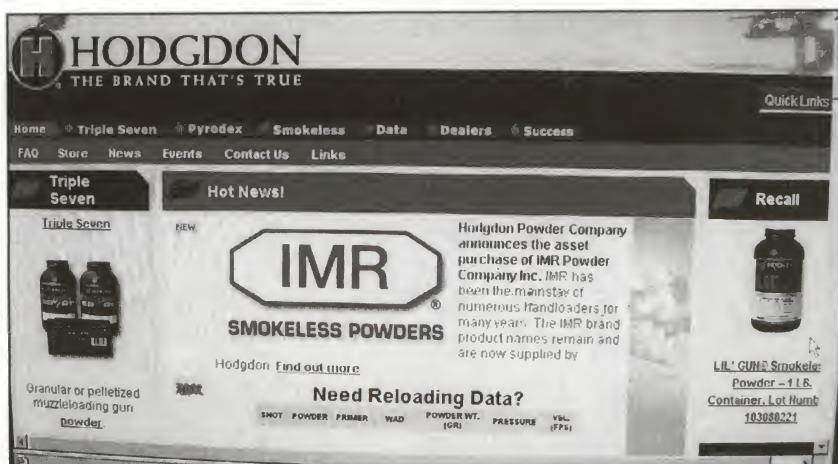 H HODGDON
THE BRAND THAT'S TRUE
Quick Links
Home Triple Seven Pyrodex Smokeless Data Dealers Success
FAQ Store News Events Contact Us Links
Triple
Seven
Triple Seven
Granular or pelletized
muzzleloading gun
powder.
Hot News!
NEW
IMR
®
SMOKELESS POWDERS
Hodgdon Powder Company
announces the asset
purchase of IMR Powder
Company Inc. IMR has
been the mainstay of
numerous Handloaders for
many years. The IMR brand
product names remain and
are now supplied by
Hodgdon Find out more
Need Reloading Data?
SHOT POWDER PRIMER WAD POWDER WT. (GR) PRESSURE VEL. (FPS)
Recall
LIL' GUN® Smokele
Powder – 1 LB.
Container, Lot Numb
103080221